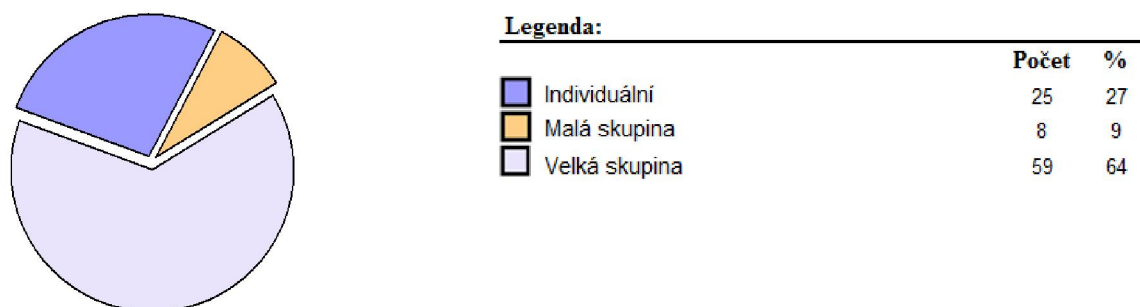 Legenda:
Počet %
Individuální 25 27
Malá skupina 8 9
Velká skupina 59 64